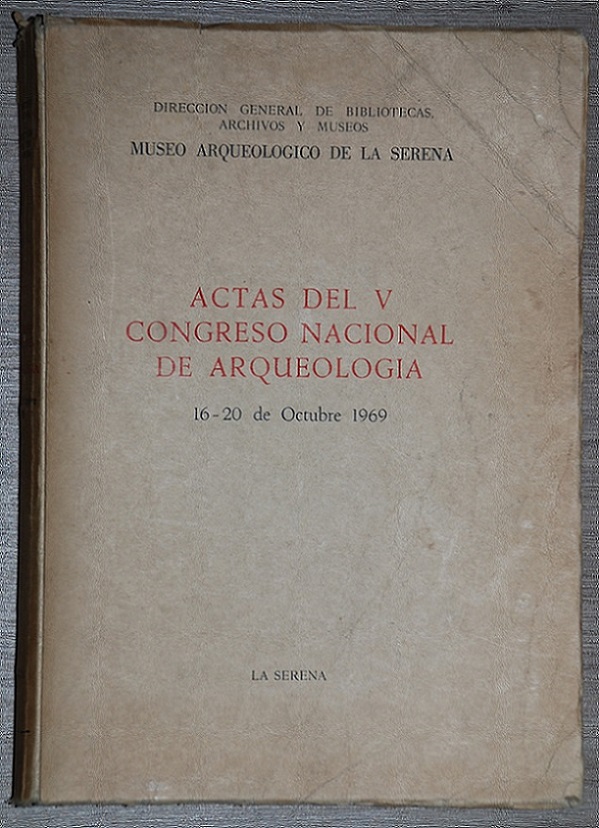 DIRECCION GENERAL DE BIBLIOTECAS,
ARCHIVOS Y MUSEOS
MUSEO ARQUEOLOGICO DE LA SERENA
ACTAS DEL V
CONGRESO NACIONAL
DE ARQUEOLOGIA
16-20 de Octubre 1969
LA SERENA